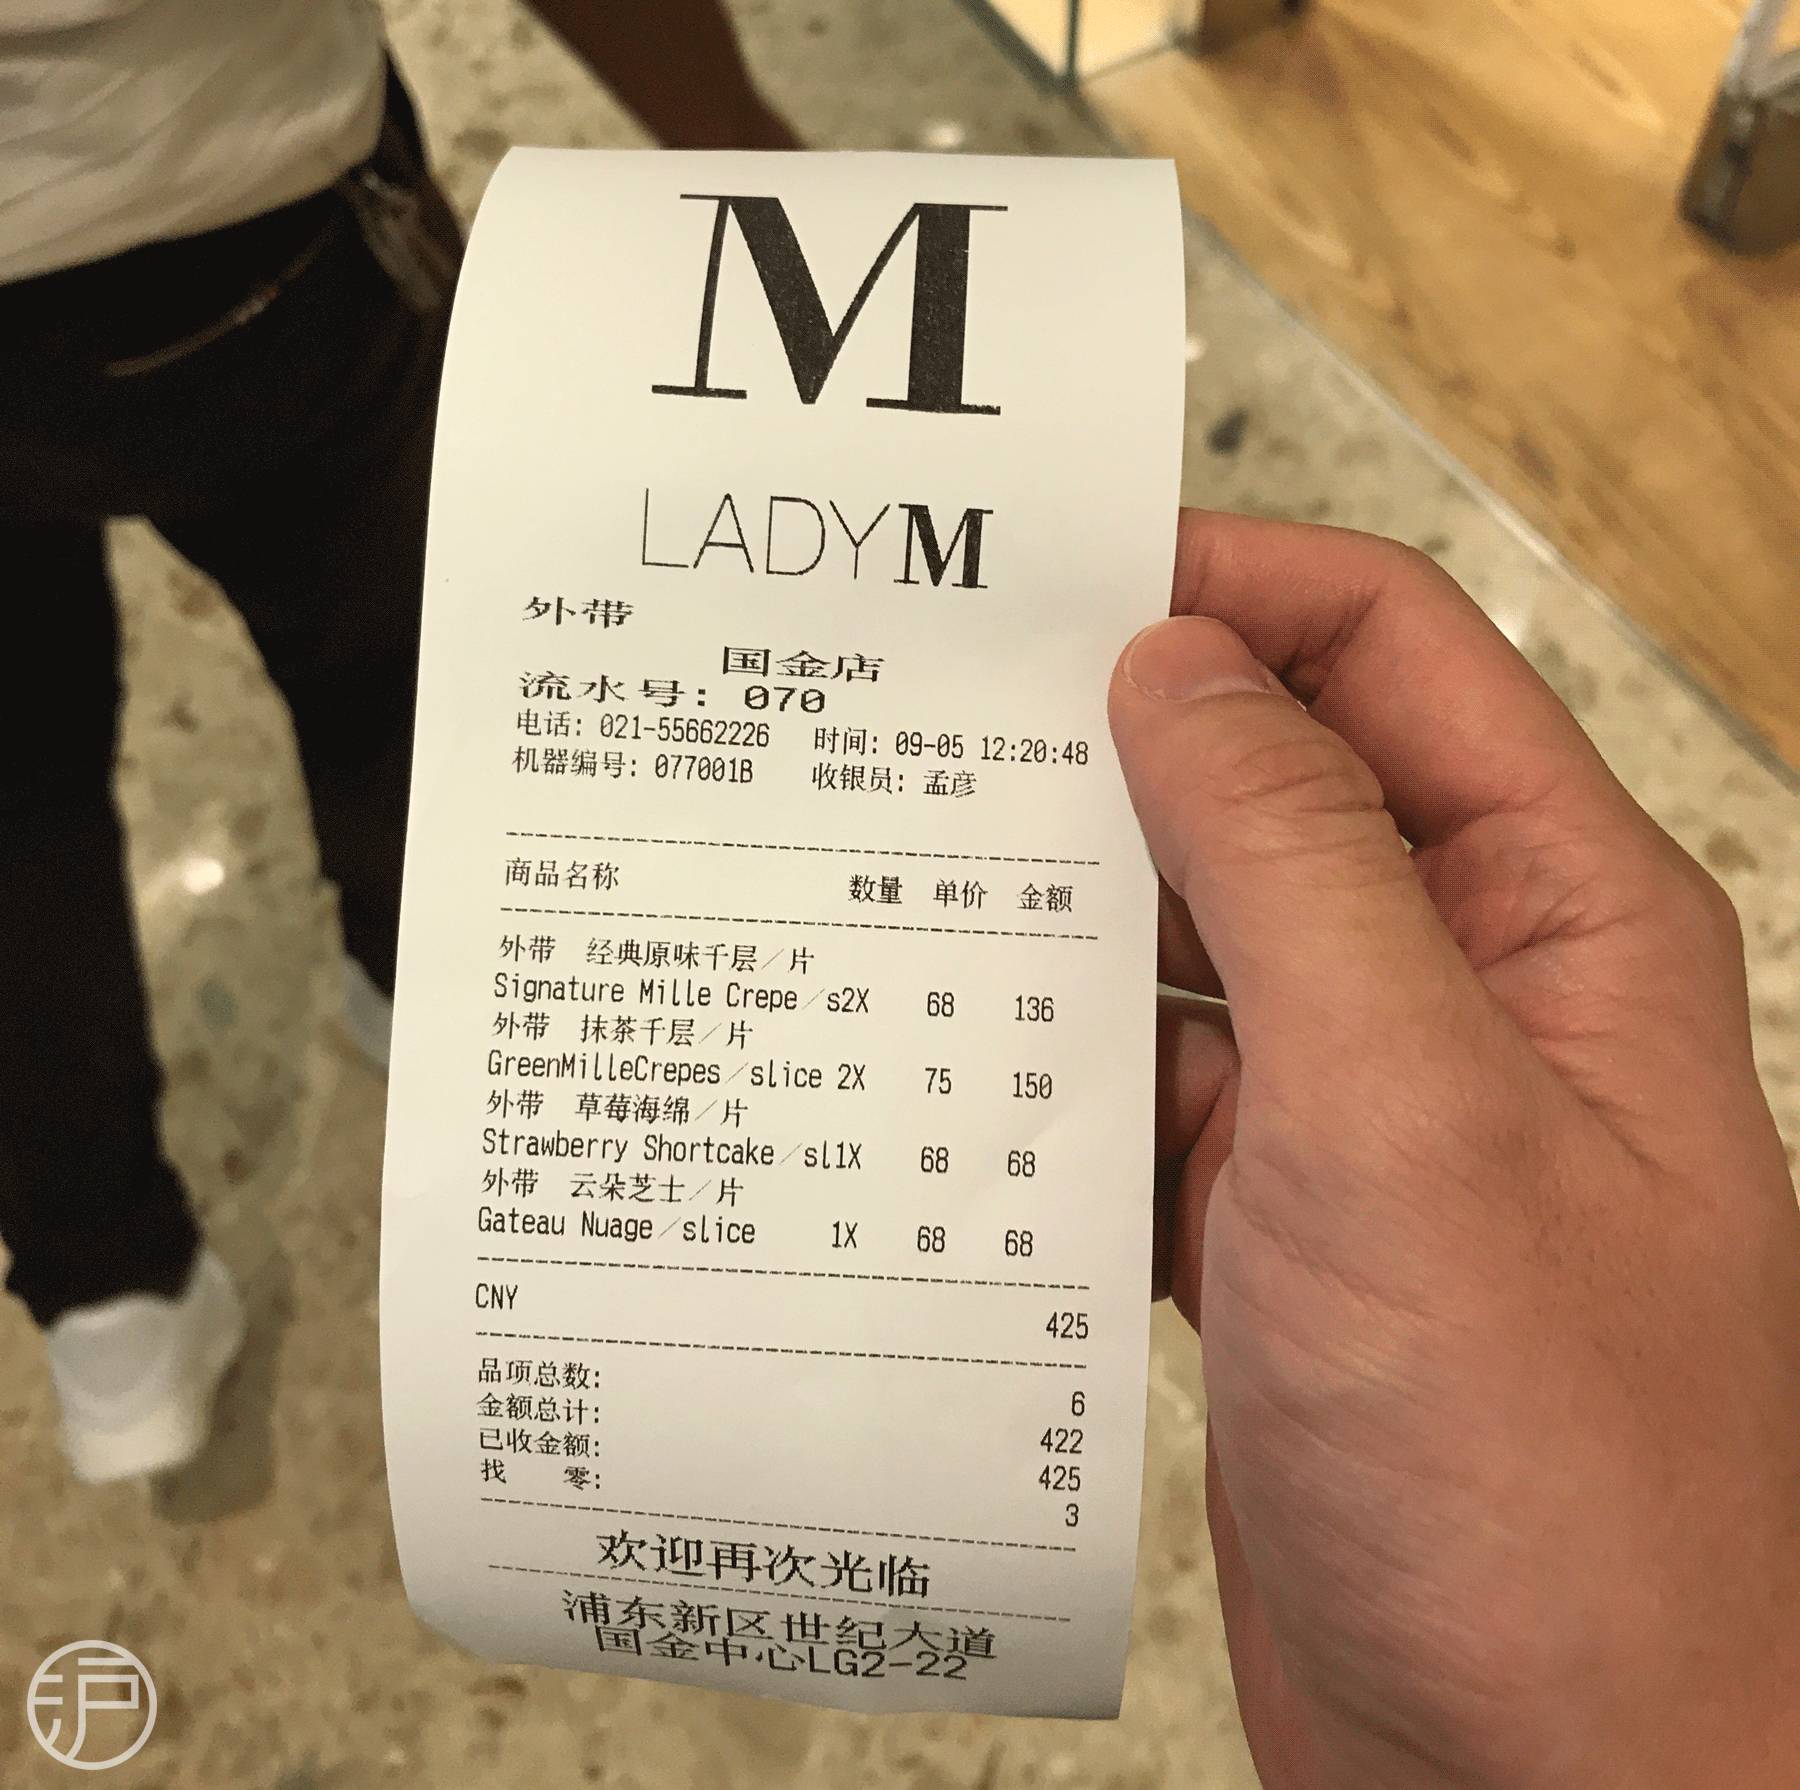 M
LADY M
外带
国金店
流水号: 070
电话: 021-55662226 时间: 09-05 12:20:48
机器编号: 077001B 收银员: 孟彦
商品名称 数量 单价 金额
外带 经典原味千层/片
Signature Mille Crepe/s2X 68 136
外带 抹茶千层/片
GreenMilleCrepes/slice 2X 75 150
外带 草莓海绵/片
Strawberry Shortcake/sl1X 68 68
外带 云朵芝士/片
Gateau Nuage/slice 1X 68 68
CNY 425
品项总数: 6
金额总计: 422
已收金额: 425
找 零: 3
欢迎再次光临
浦东新区世纪大道
国金中心LG2-22
沪